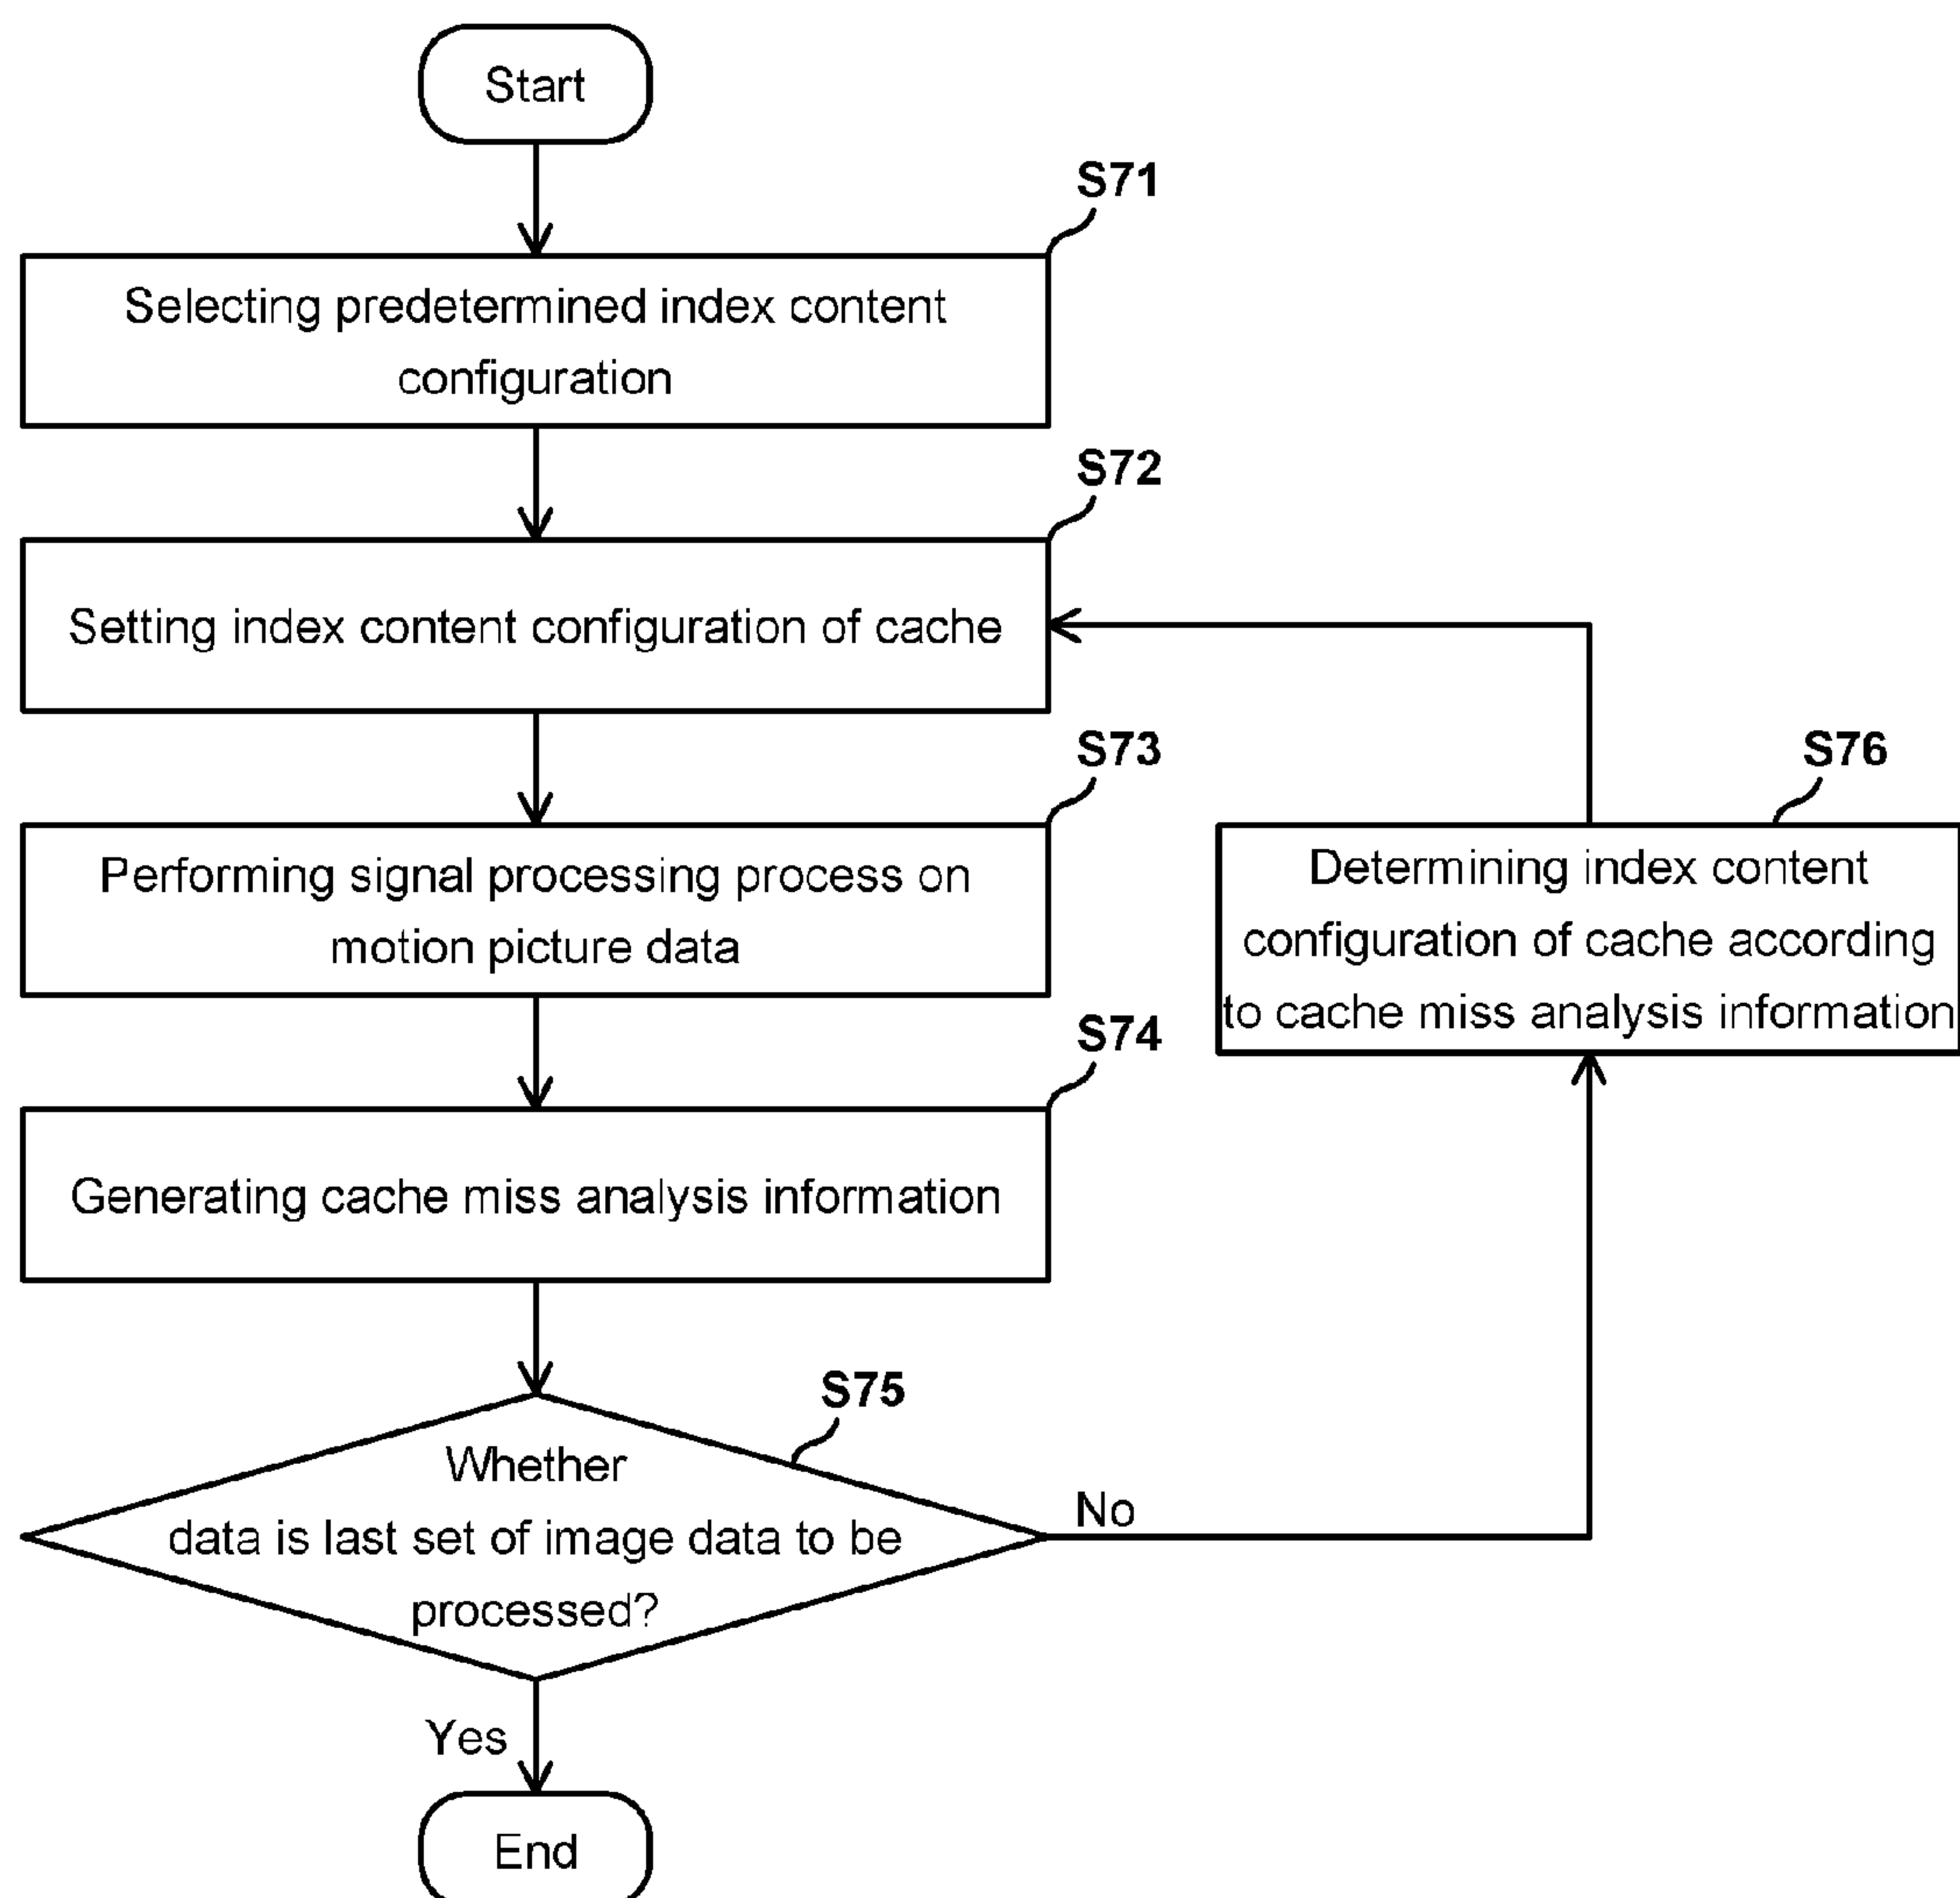 Start
S71
Selecting predetermined index content
configuration
S72
Setting index content configuration of cache
S73
Performing signal processing process on
motion picture data
S76
Determining index content
configuration of cache according
to cache miss analysis information
S74
Generating cache miss analysis information
S75
Whether
data is last set of image data to be
processed?
No
Yes
End